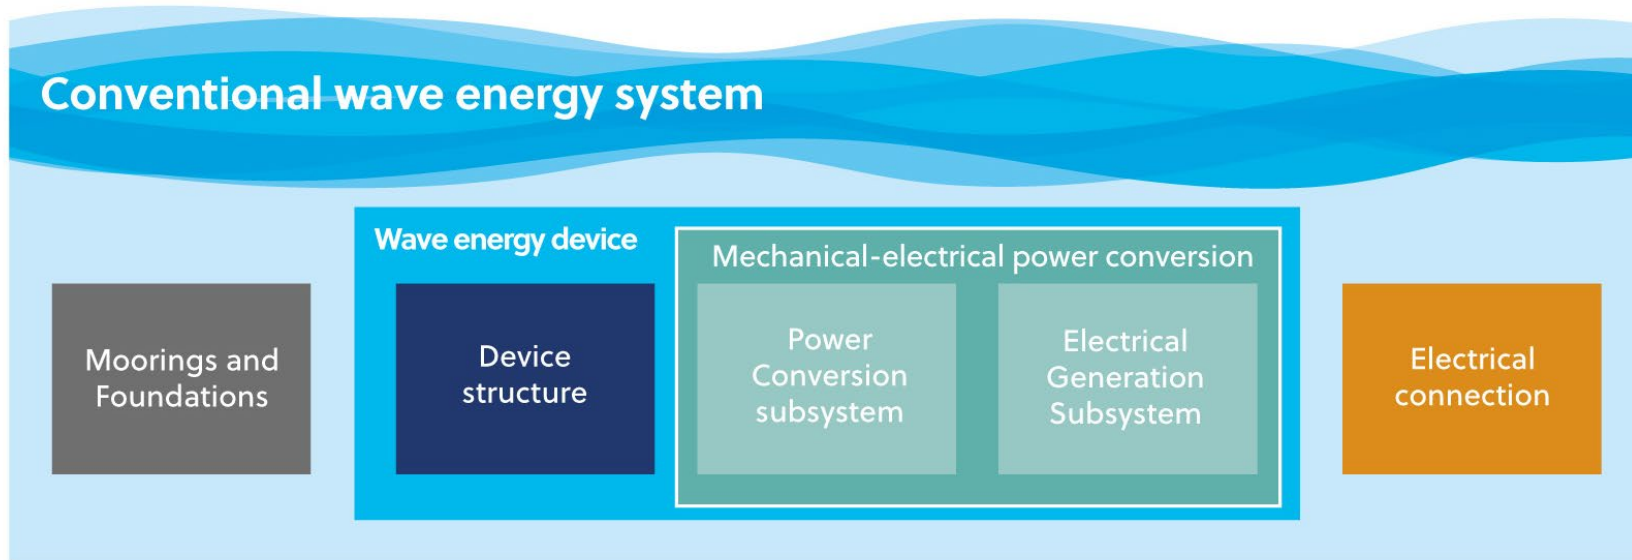 Conventional wave energy system
Wave energy device
Mechanical-electrical power conversion
Moorings and
Foundations
Device
structure
Power
Conversion
subsystem
Electrical
Generation
Subsystem
Electrical
connection